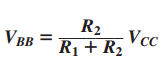 V_BB = R_2 / (R_1 + R_2) V_CC